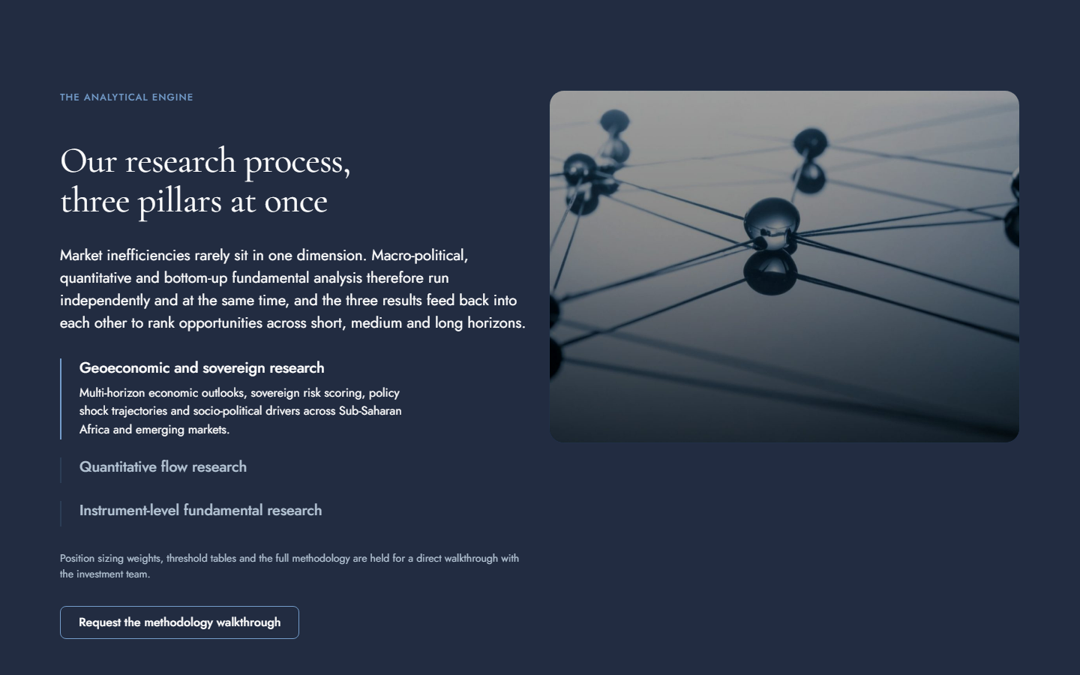 THE ANALYTICAL ENGINE
Our research process,
three pillars at once
Market inefficiencies rarely sit in one dimension. Macro-political,
quantitative and bottom-up fundamental analysis therefore run
independently and at the same time, and the three results feed back into
each other to rank opportunities across short, medium and long horizons.
Geoeconomic and sovereign research
Multi-horizon economic outlooks, sovereign risk scoring, policy
shock trajectories and socio-political drivers across Sub-Saharan
Africa and emerging markets.
Quantitative flow research
Instrument-level fundamental research
Position sizing weights, threshold tables and the full methodology are held for a direct walkthrough with
the investment team.
Request the methodology walkthrough